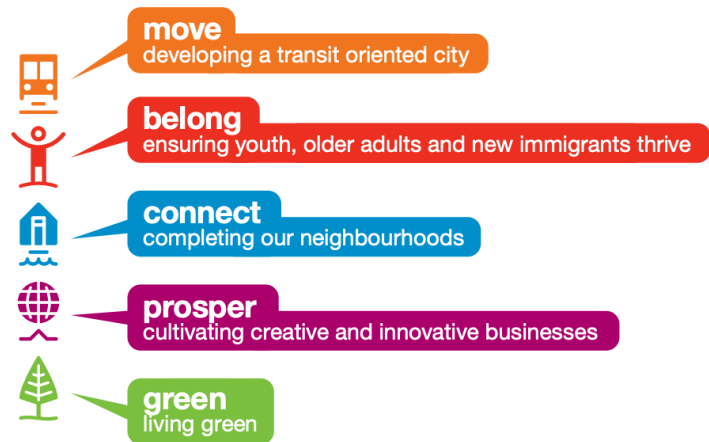 move
developing a transit oriented city
belong
ensuring youth, older adults and new immigrants thrive
connect
completing our neighbourhoods
prosper
cultivating creative and innovative businesses
green
living green